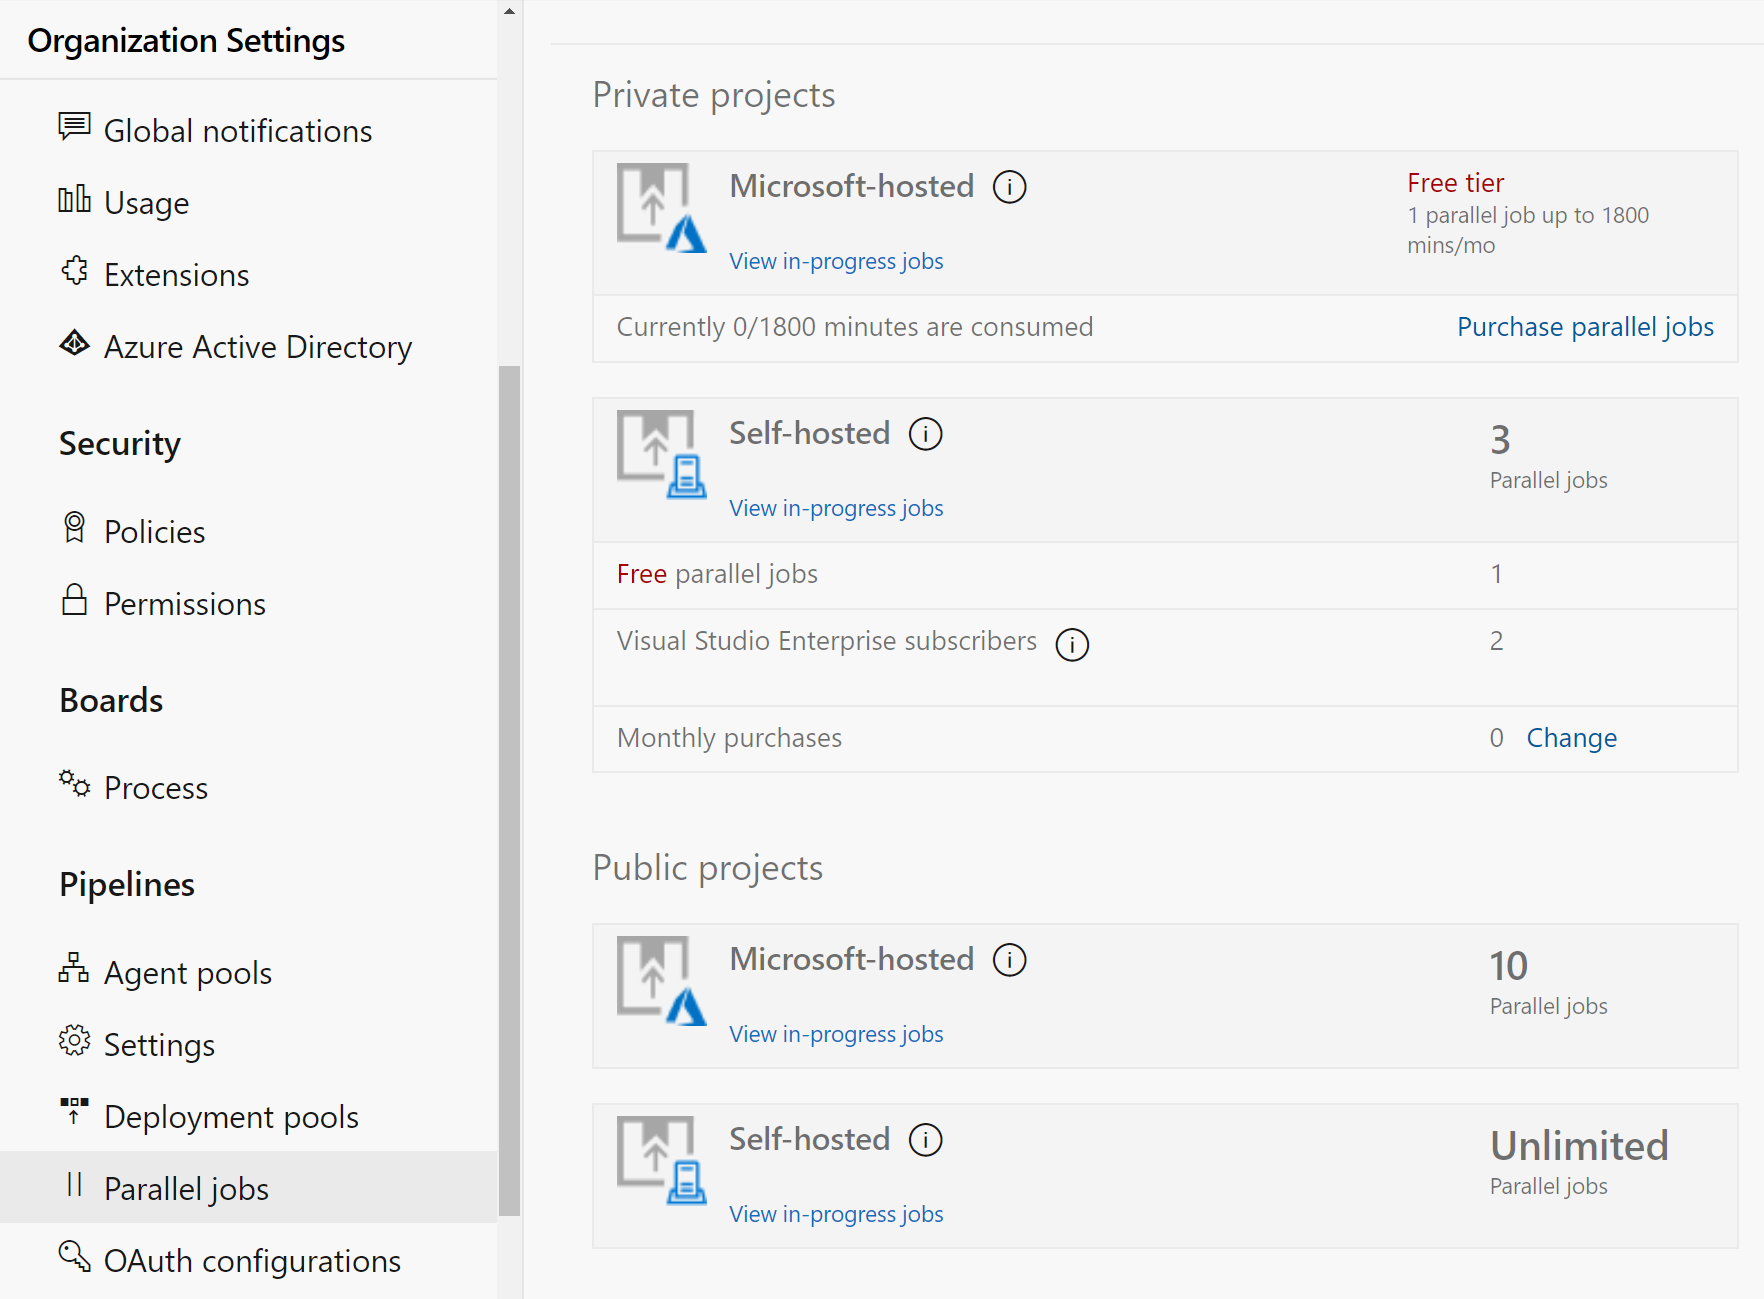 Organization Settings
Global notifications
Usage
Extensions
Azure Active Directory
Security
Policies
Permissions
Boards
Process
Pipelines
Agent pools
Settings
Deployment pools
Parallel jobs
OAuth configurations
Private projects
Microsoft-hosted
View in-progress jobs
Free tier
1 parallel job up to 1800
mins/mo
Currently 0/1800 minutes are consumed
Purchase parallel jobs
Self-hosted
View in-progress jobs
3
Parallel jobs
Free parallel jobs 1
Visual Studio Enterprise subscribers 2
Monthly purchases 0 Change
Public projects
Microsoft-hosted
View in-progress jobs
10
Parallel jobs
Self-hosted
View in-progress jobs
Unlimited
Parallel jobs